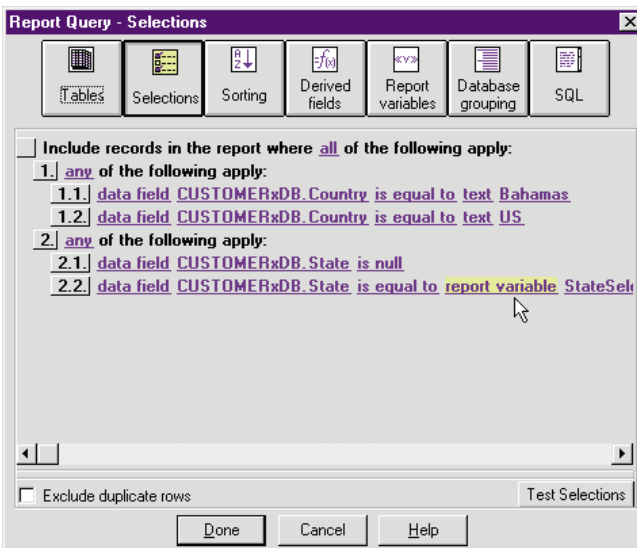 Report Query - Selections
Tables
Selections
A
Z
Sorting
=f(x)
Derived
fields
«v»
Report
variables
Database
grouping
SQL
Include records in the report where all of the following apply:
1. any of the following apply:
1.1. data field CUSTOMERxDB.Country is equal to text Bahamas
1.2. data field CUSTOMERxDB.Country is equal to text US
2. any of the following apply:
2.1. data field CUSTOMERxDB.State is null
2.2. data field CUSTOMERxDB.State is equal to report variable StateSele
Exclude duplicate rows
Test Selections
Done
Cancel
Help